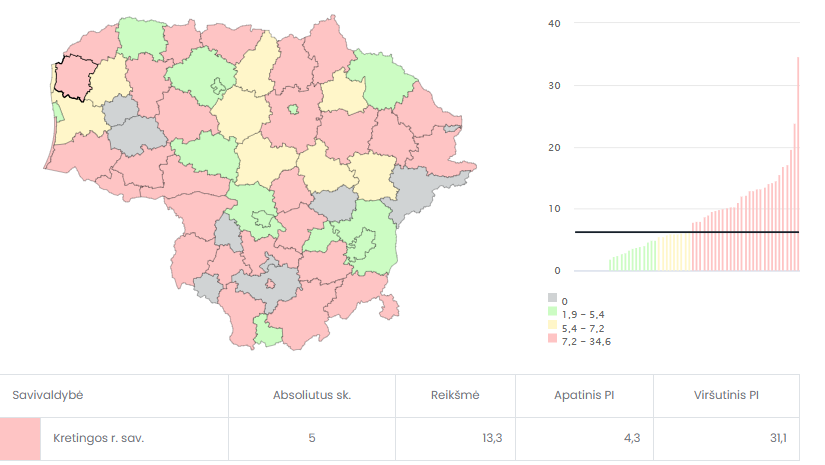 40
30
20
10
0
0
1,9 - 5,4
5,4 - 7,2
7,2 - 34,6
Savivaldybė Absoliutus sk. Reikšmė Apatinis PI Viršutinis PI
Kretingos r. sav. 5 13,3 4,3 31,1